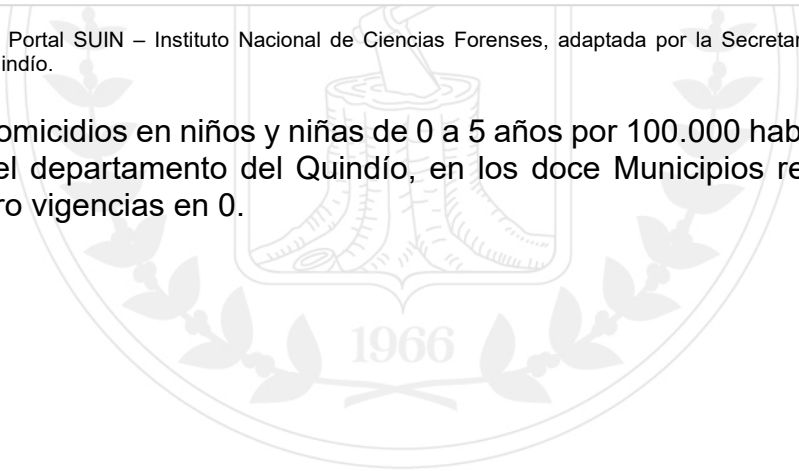 Portal SUIN – Instituto Nacional de Ciencias Forenses, adaptada por la Secretar
indío.
omicidios en niños y niñas de 0 a 5 años por 100.000 hab
el departamento del Quindío, en los doce Municipios re
ro vigencias en 0.
1966